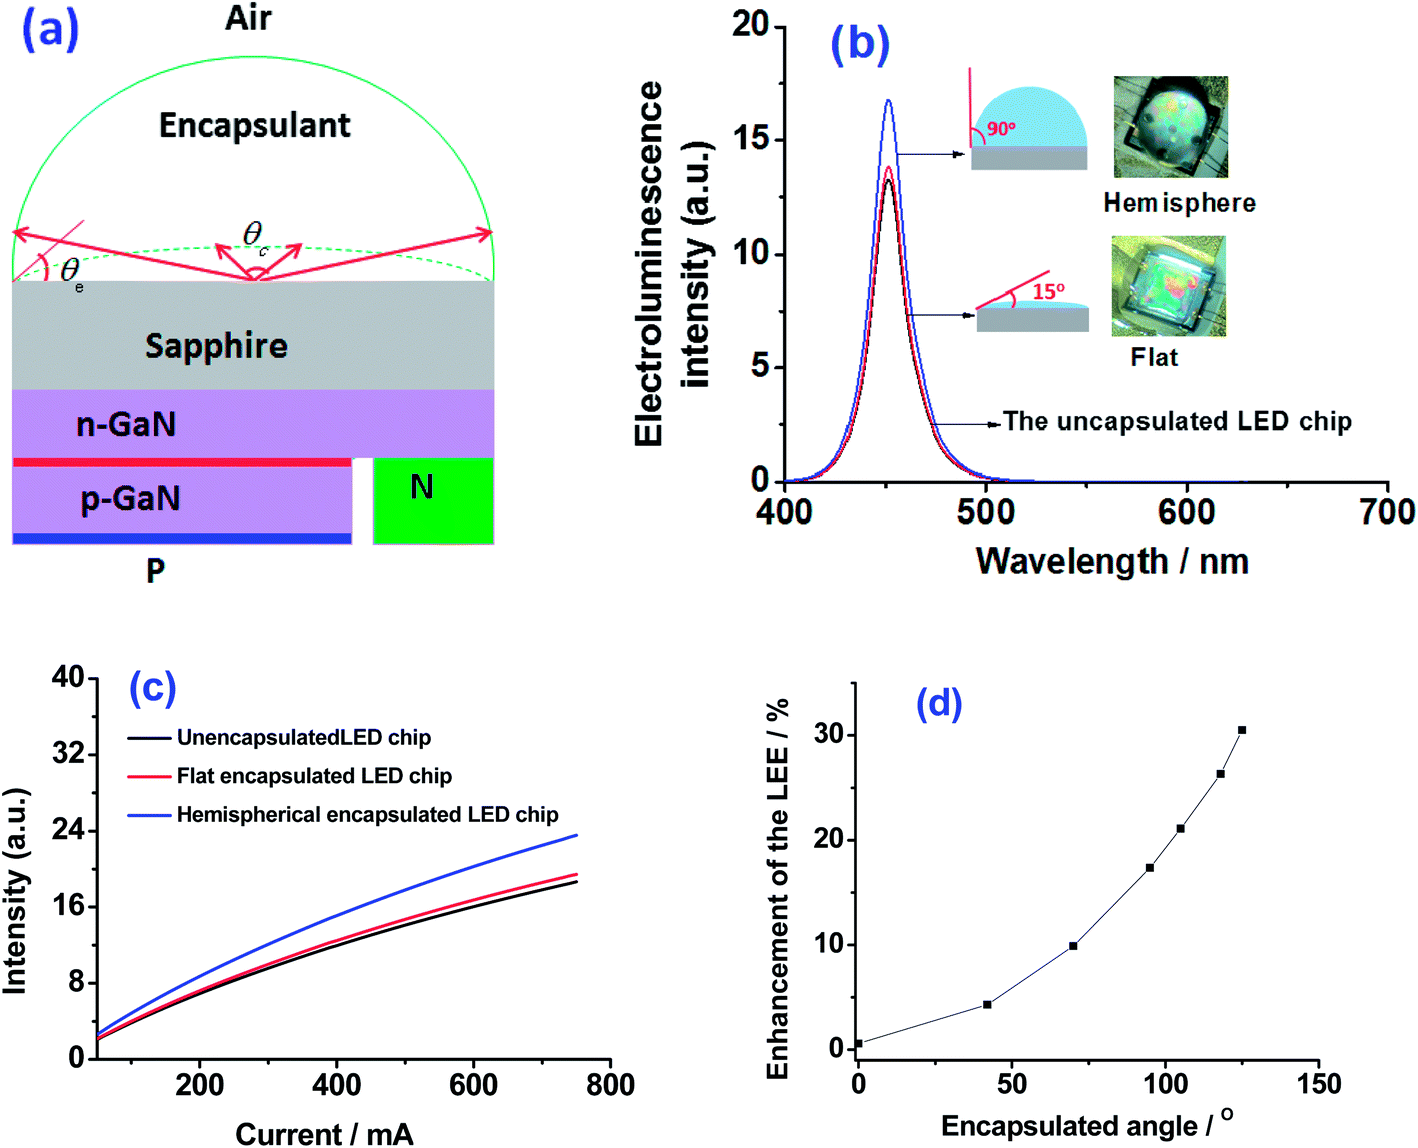 (a)
Air
Encapsulant
θc
θe
Sapphire
n-GaN
p-GaN
N
P
(b)
Electroluminescence
intensity (a.u.)
20
15
10
5
0
400 500 600 700
Wavelength / nm
90°
Hemisphere
15°
Flat
The uncapsulated LED chip
(c)
Intensity (a.u.)
40
32
24
16
8
0
200 400 600 800
Current / mA
UnencapsulatedLED chip
Flat encapsulated LED chip
Hemispherical encapsulated LED chip
(d)
Enhancement of the LEE / %
30
20
10
0
0 50 100 150
Encapsulated angle / °